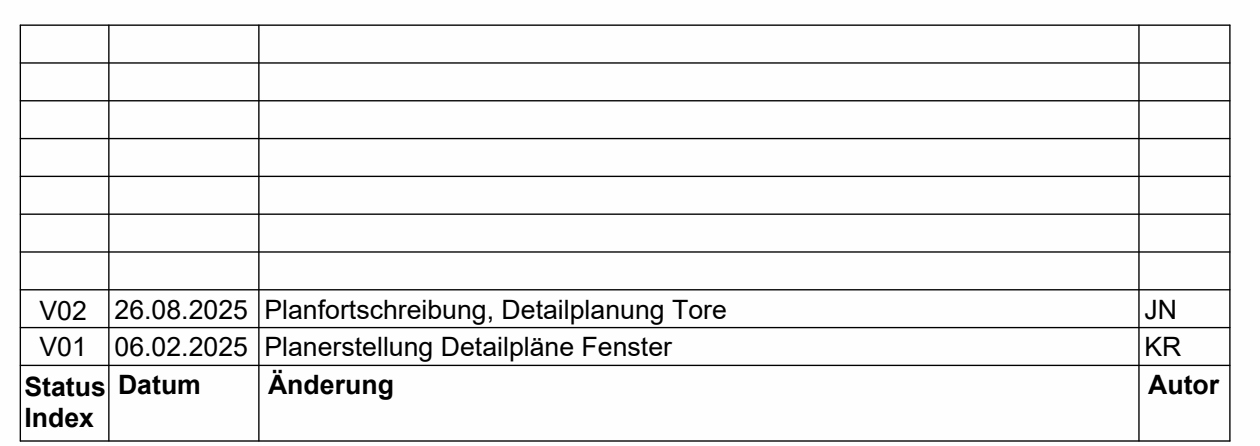 V02 26.08.2025 Planfortschreibung, Detailplanung Tore JN
V01 06.02.2025 Planerstellung Detailpläne Fenster KR
Status Datum Änderung Autor
Index